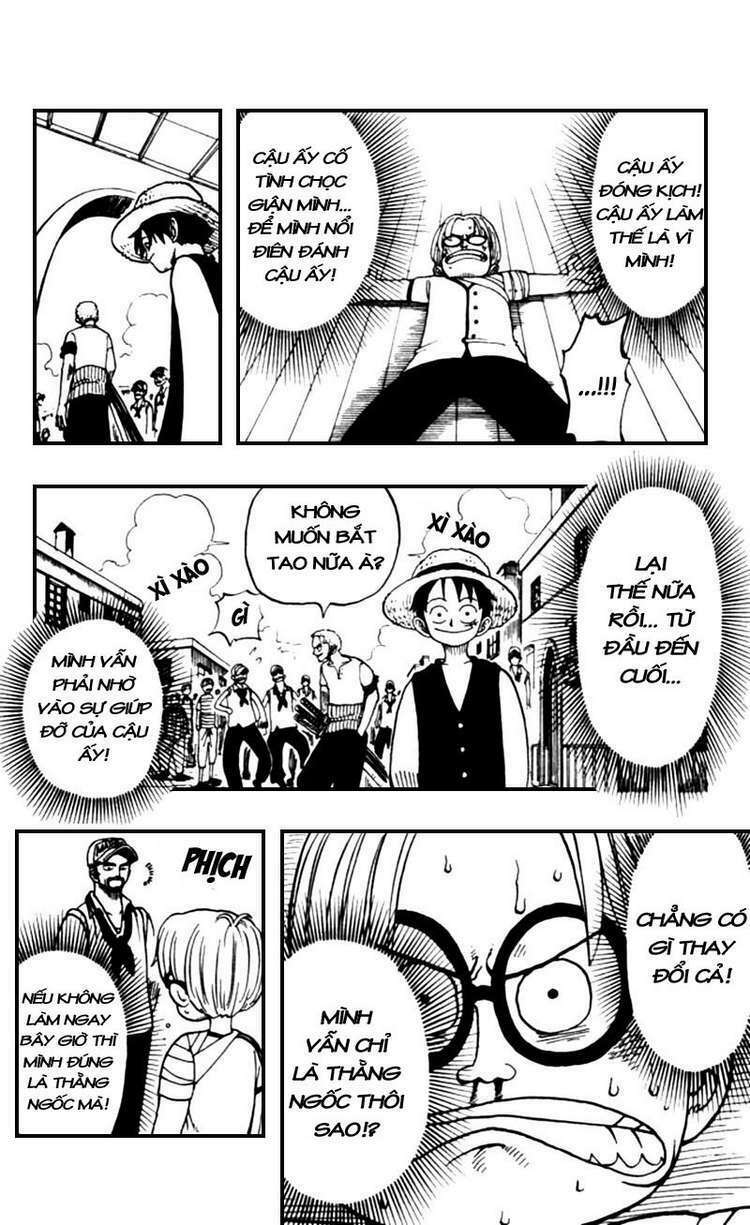 CẬU ẤY CỐ
TÌNH CHỌC
GIẬN MÌNH...
ĐỂ MÌNH NỔI
ĐIÊN ĐÁNH
CẬU ẤY!
CẬU ẤY
ĐÓNG KỊCH!
CẬU ẤY LÀM
THẾ LÀ VÌ
MÌNH!
...!!!
KHÔNG
MUỐN BẮT
TAO NỮA À?
XÌ XÀO
XÌ XÀO
GÌ
LẠI
THẾ NỮA
RỒI... TỪ
ĐẦU ĐẾN
CUỐI...
MÌNH VẪN
PHẢI NHỜ
VÀO SỰ GIÚP
ĐỠ CỦA CẬU
ẤY!
PHỊCH
NẾU KHÔNG
LÀM NGAY
BÂY GIỜ THÌ
MÌNH ĐÚNG
LÀ THẰNG
NGỐC MÀ!
CHẲNG CÓ
GÌ THAY
ĐỔI CẢ!
MÌNH
VẪN CHỈ
LÀ THẰNG
NGỐC THÔI
SAO!?